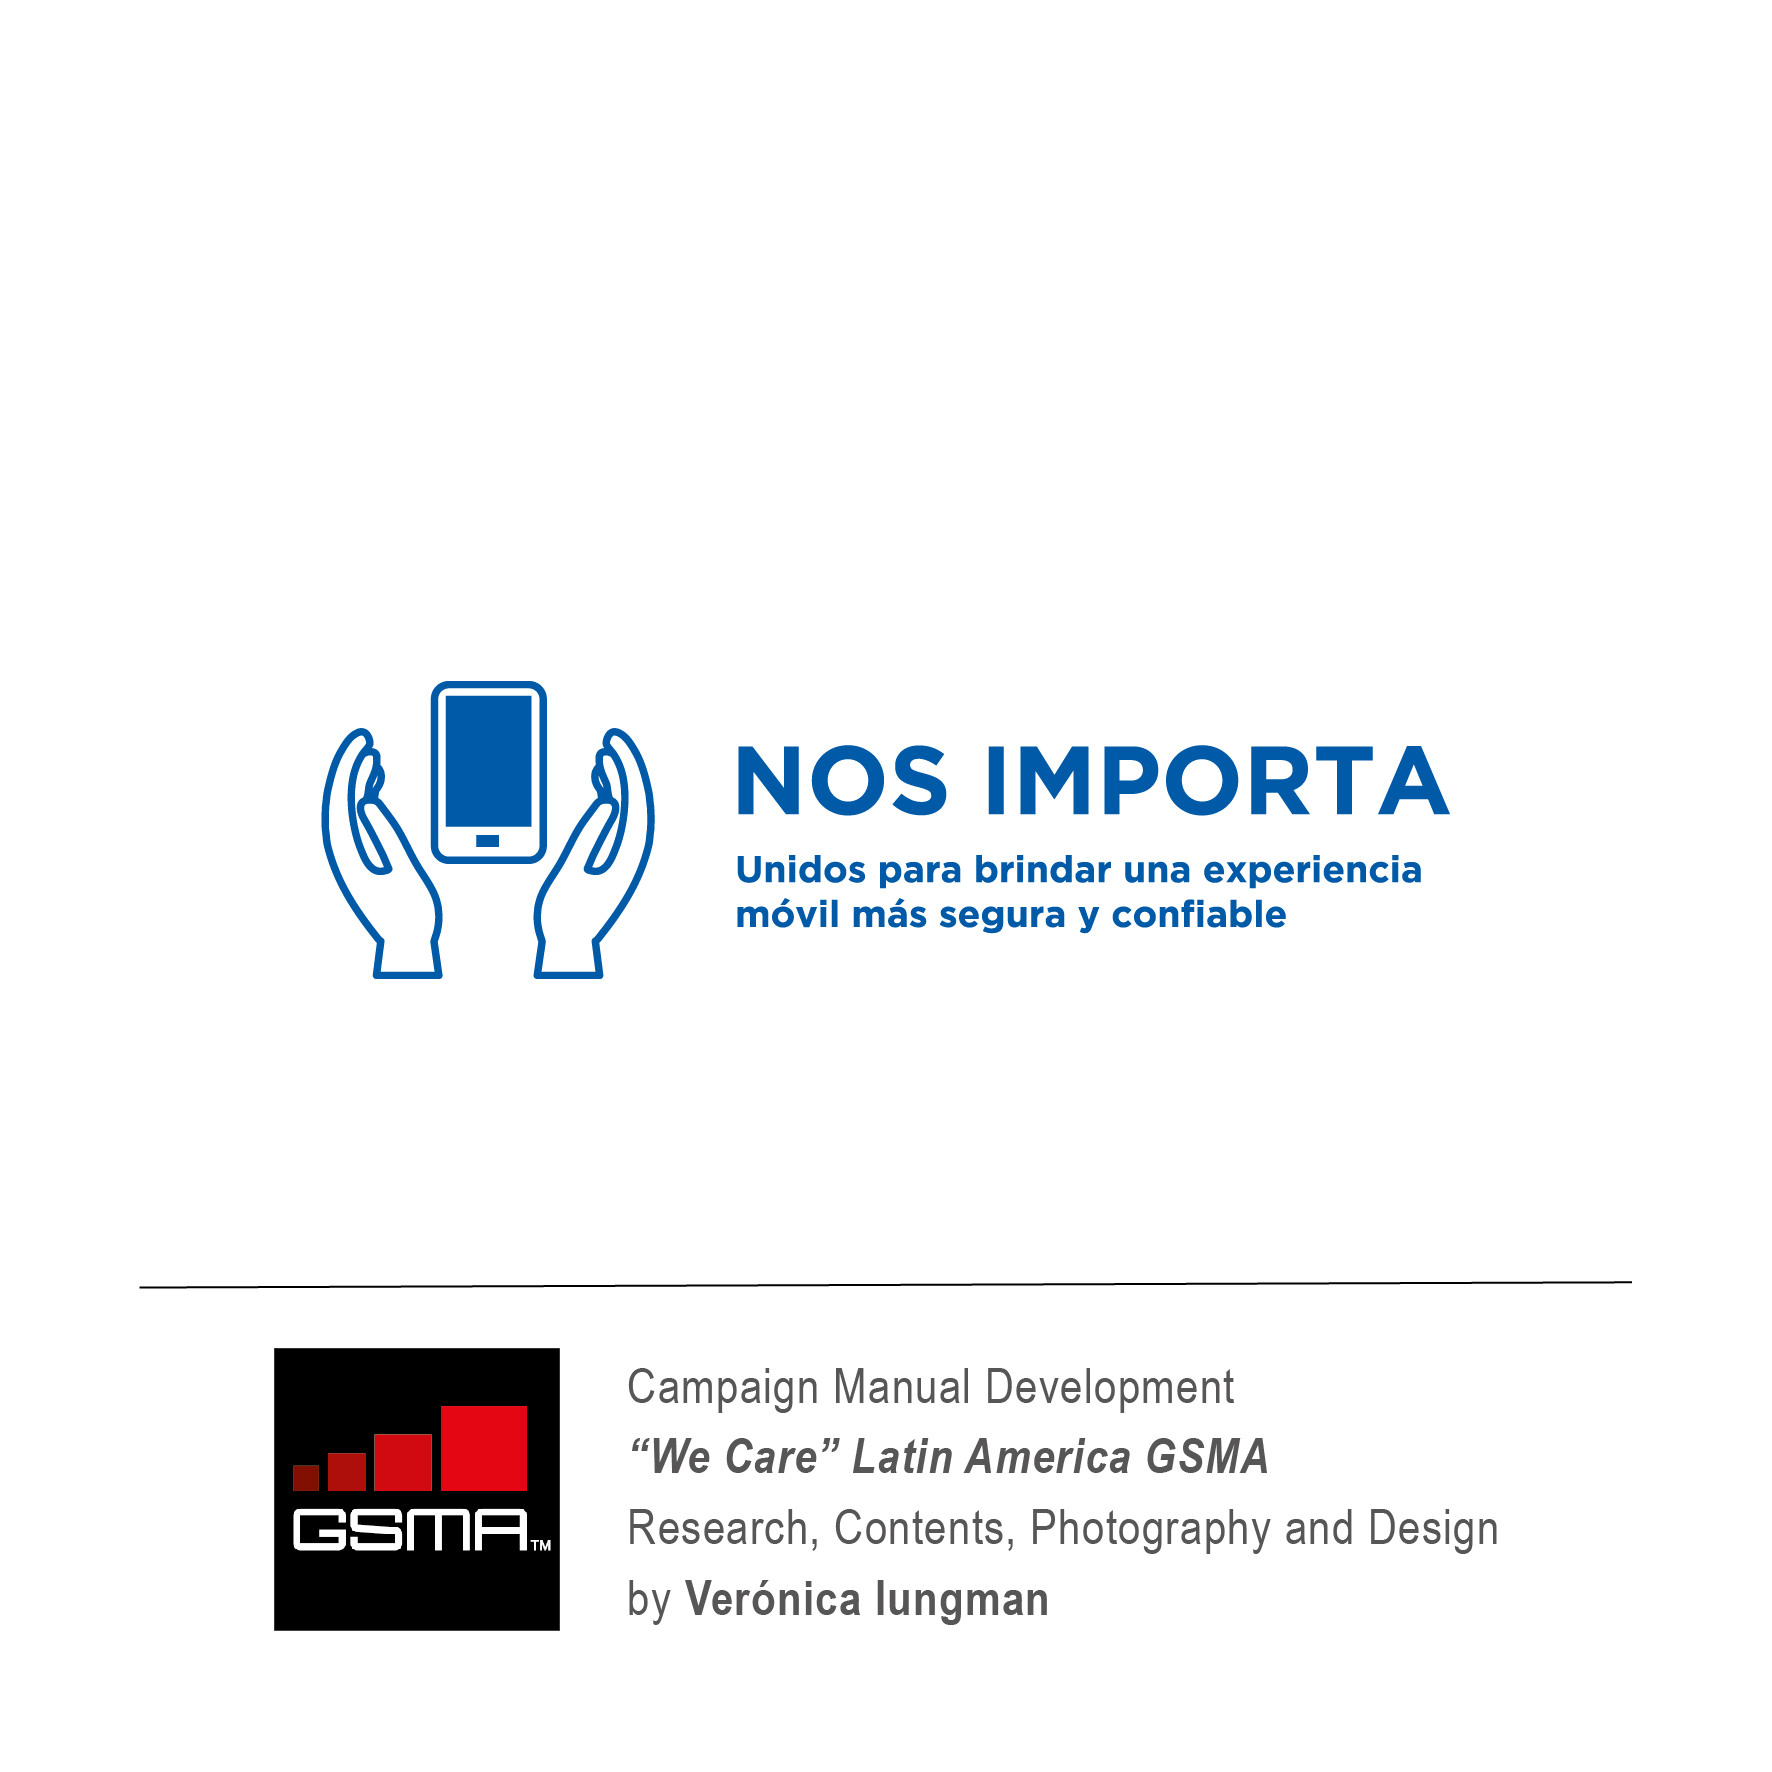 NOS IMPORTA
Unidos para brindar una experiencia
móvil más segura y confiable
GSMA™
Campaign Manual Development
“We Care” Latin America GSMA
Research, Contents, Photography and Design
by Verónica Iungman